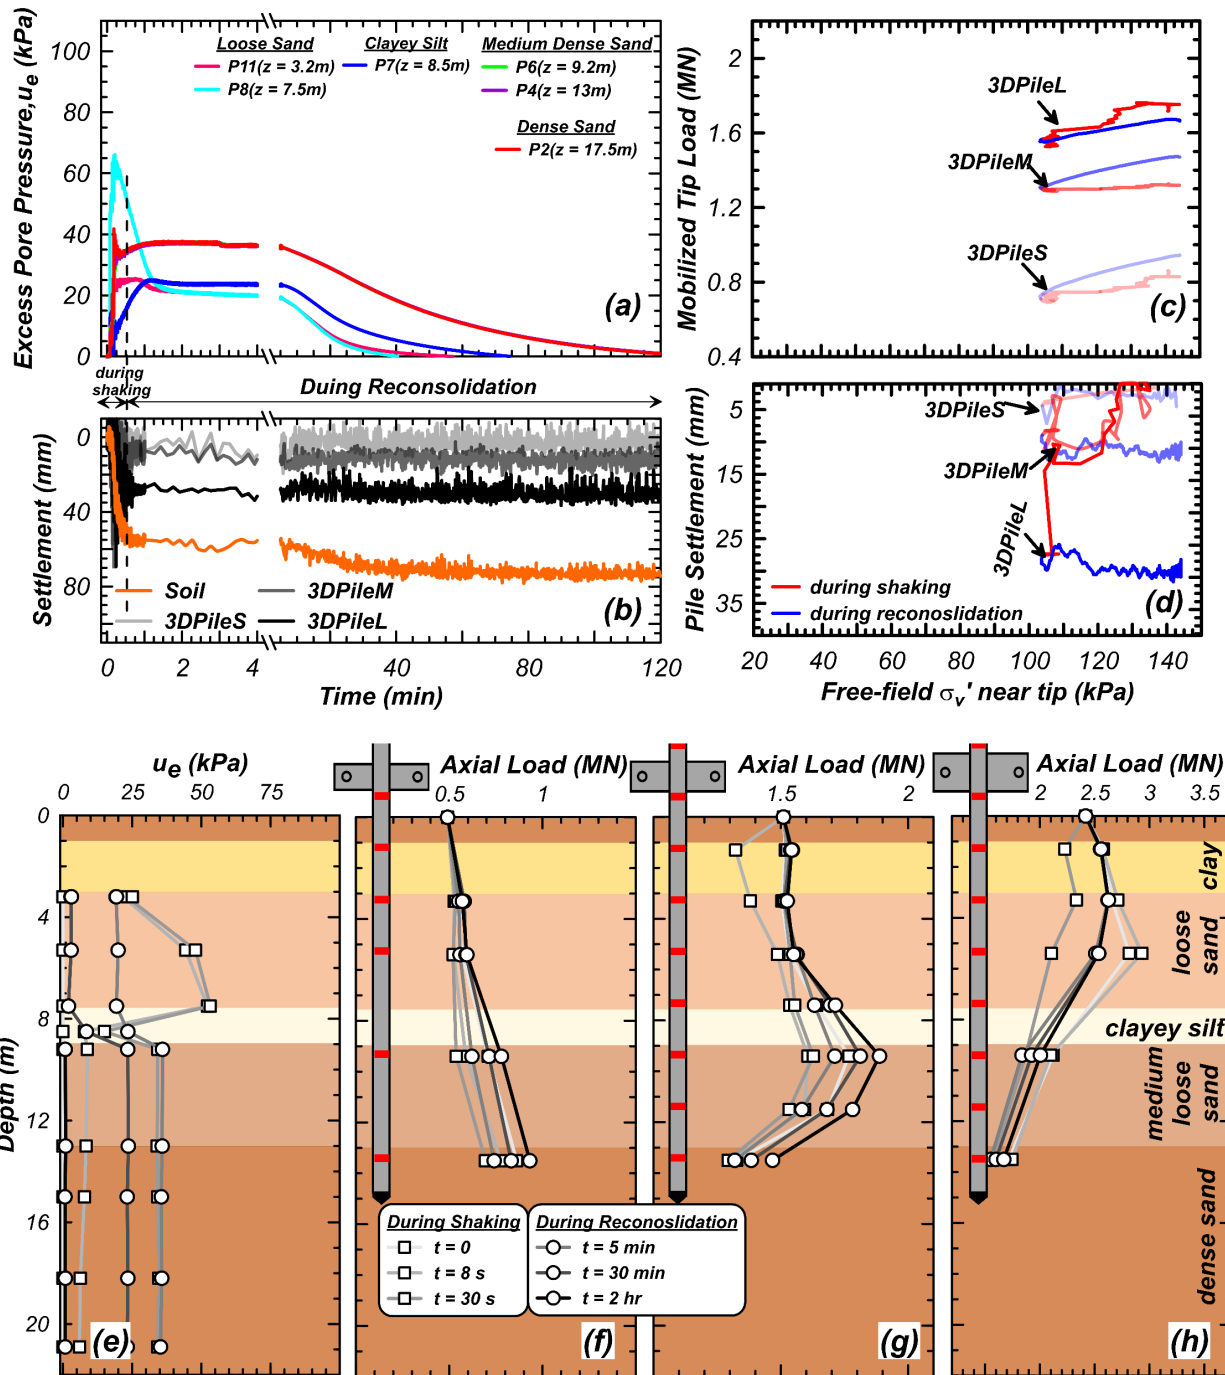 Excess Pore Pressure,ue (kPa)
100
80
60
40
20
0
Loose Sand
P11(z = 3.2m)
P8(z = 7.5m)
Clayey Silt
P7(z = 8.5m)
Medium Dense Sand
P6(z = 9.2m)
P4(z = 13m)
Dense Sand
P2(z = 17.5m)
(a)
Mobilized Tip Load (MN)
2
1.6
1.2
0.8
0.4
3DPileL
3DPileM
3DPileS
(c)
during
shaking
Duing Reconsolidation
Settlement (mm)
0
40
80
Soil
3DPileS
3DPileM
3DPileL
(b)
0 2 4 40 80 120
Time (min)
Pile Settlement (mm)
5
15
25
35
3DPileS
3DPileM
3DPileL
during shaking
during reconoslidation
(d)
20 40 60 80 100 120 140
Free-field σv' near tip (kPa)
ue (kPa)
0 25 50 75
Depth (m)
0
4
8
12
16
20
(e)
Axial Load (MN)
0.5 1
(f)
Axial Load (MN)
1.5 2
(g)
Axial Load (MN)
2 2.5 3 3.5
clay
loose
sand
clayey silt
medium
loose
sand
dense sand
(h)
During Shaking
t = 0
t = 8 s
t = 30 s
During Reconoslidation
t = 5 min
t = 30 min
t = 2 hr